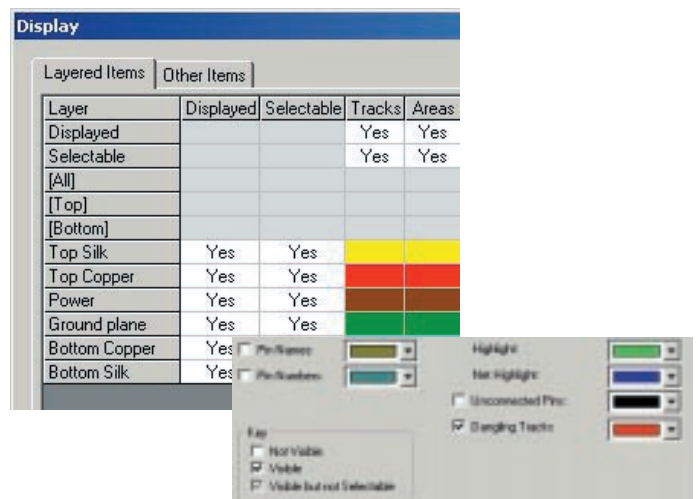 Display
Layered Items Other Items
Layer Displayed Selectable Tracks Areas
Displayed Yes Yes
Selectable Yes Yes
[All]
[Top]
[Bottom]
Top Silk Yes Yes
Top Copper Yes Yes
Power Yes Yes
Ground plane Yes Yes
Bottom Copper Yes
Bottom Silk Yes
Pin Names Highlight
Pin Numbers Net Highlight
Unconnected Pins:
Dangling Tracks
Key
Not Visible
Visible
Visible but not Selectable